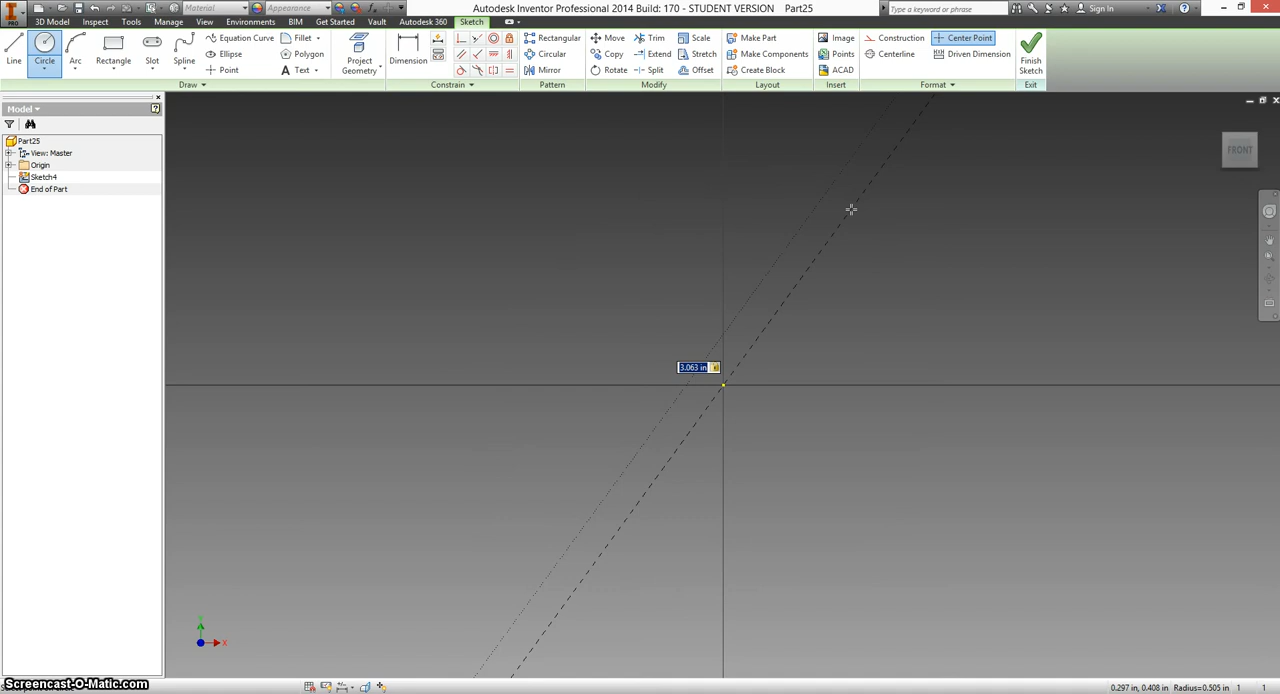 Autodesk Inventor Professional 2014 Build: 170 - STUDENT VERSION Part25
Material
Appearance
Type a keyword or phrase
Sign In
PRO
3D Model Inspect Tools Manage View Environments BIM Get Started Vault Autodesk 360 Sketch
Line Circle Arc Rectangle Slot Spline
Equation Curve Fillet
Ellipse Polygon
Point Text
Project Geometry
Dimension
Rectangular
Circular
Mirror
Move Trim Scale
Copy Extend Stretch
Rotate Split Offset
Make Part
Make Components
Create Block
Image
Points
ACAD
Construction Center Point
Centerline Driven Dimension
Finish Sketch
Draw Constrain Pattern Modify Layout Insert Format Exit
Model
Part25
View: Master
Origin
Sketch4
End of Part
FRONT
3.063 in
X
Screencast-O-Matic.com
0.297 in, 0.408 in Radius=0.505 in 1 1